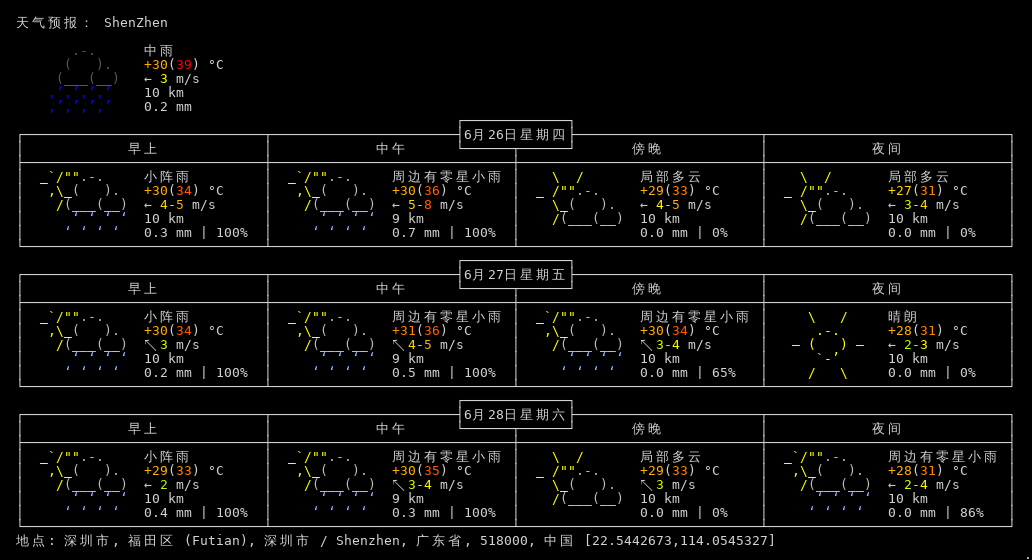 天气预报: ShenZhen
中雨
+30(39) °C
← 3 m/s
10 km
0.2 mm
6月26日星期四
早上 中午 傍晚 夜间
小阵雨 周边有零星小雨 局部多云 局部多云
+30(34) °C +30(36) °C +29(33) °C +27(31) °C
← 4-5 m/s ← 5-8 m/s ← 4-5 m/s ← 3-4 m/s
10 km 9 km 10 km 10 km
0.3 mm | 100% 0.7 mm | 100% 0.0 mm | 0% 0.0 mm | 0%
6月27日星期五
早上 中午 傍晚 夜间
小阵雨 周边有零星小雨 周边有零星小雨 晴朗
+30(34) °C +31(36) °C +30(34) °C +28(31) °C
↖ 3 m/s ↖ 4-5 m/s ↖ 3-4 m/s ← 2-3 m/s
10 km 9 km 10 km 10 km
0.2 mm | 100% 0.5 mm | 100% 0.0 mm | 65% 0.0 mm | 0%
6月28日星期六
早上 中午 傍晚 夜间
小阵雨 周边有零星小雨 局部多云 周边有零星小雨
+29(33) °C +30(35) °C +29(33) °C +28(31) °C
← 2 m/s ↖ 3-4 m/s ↖ 3 m/s ← 2-4 m/s
10 km 9 km 10 km 10 km
0.4 mm | 100% 0.3 mm | 100% 0.0 mm | 0% 0.0 mm | 86%
地点: 深圳市, 福田区 (Futian), 深圳市 / Shenzhen, 广东省, 518000, 中国 [22.5442673,114.0545327]